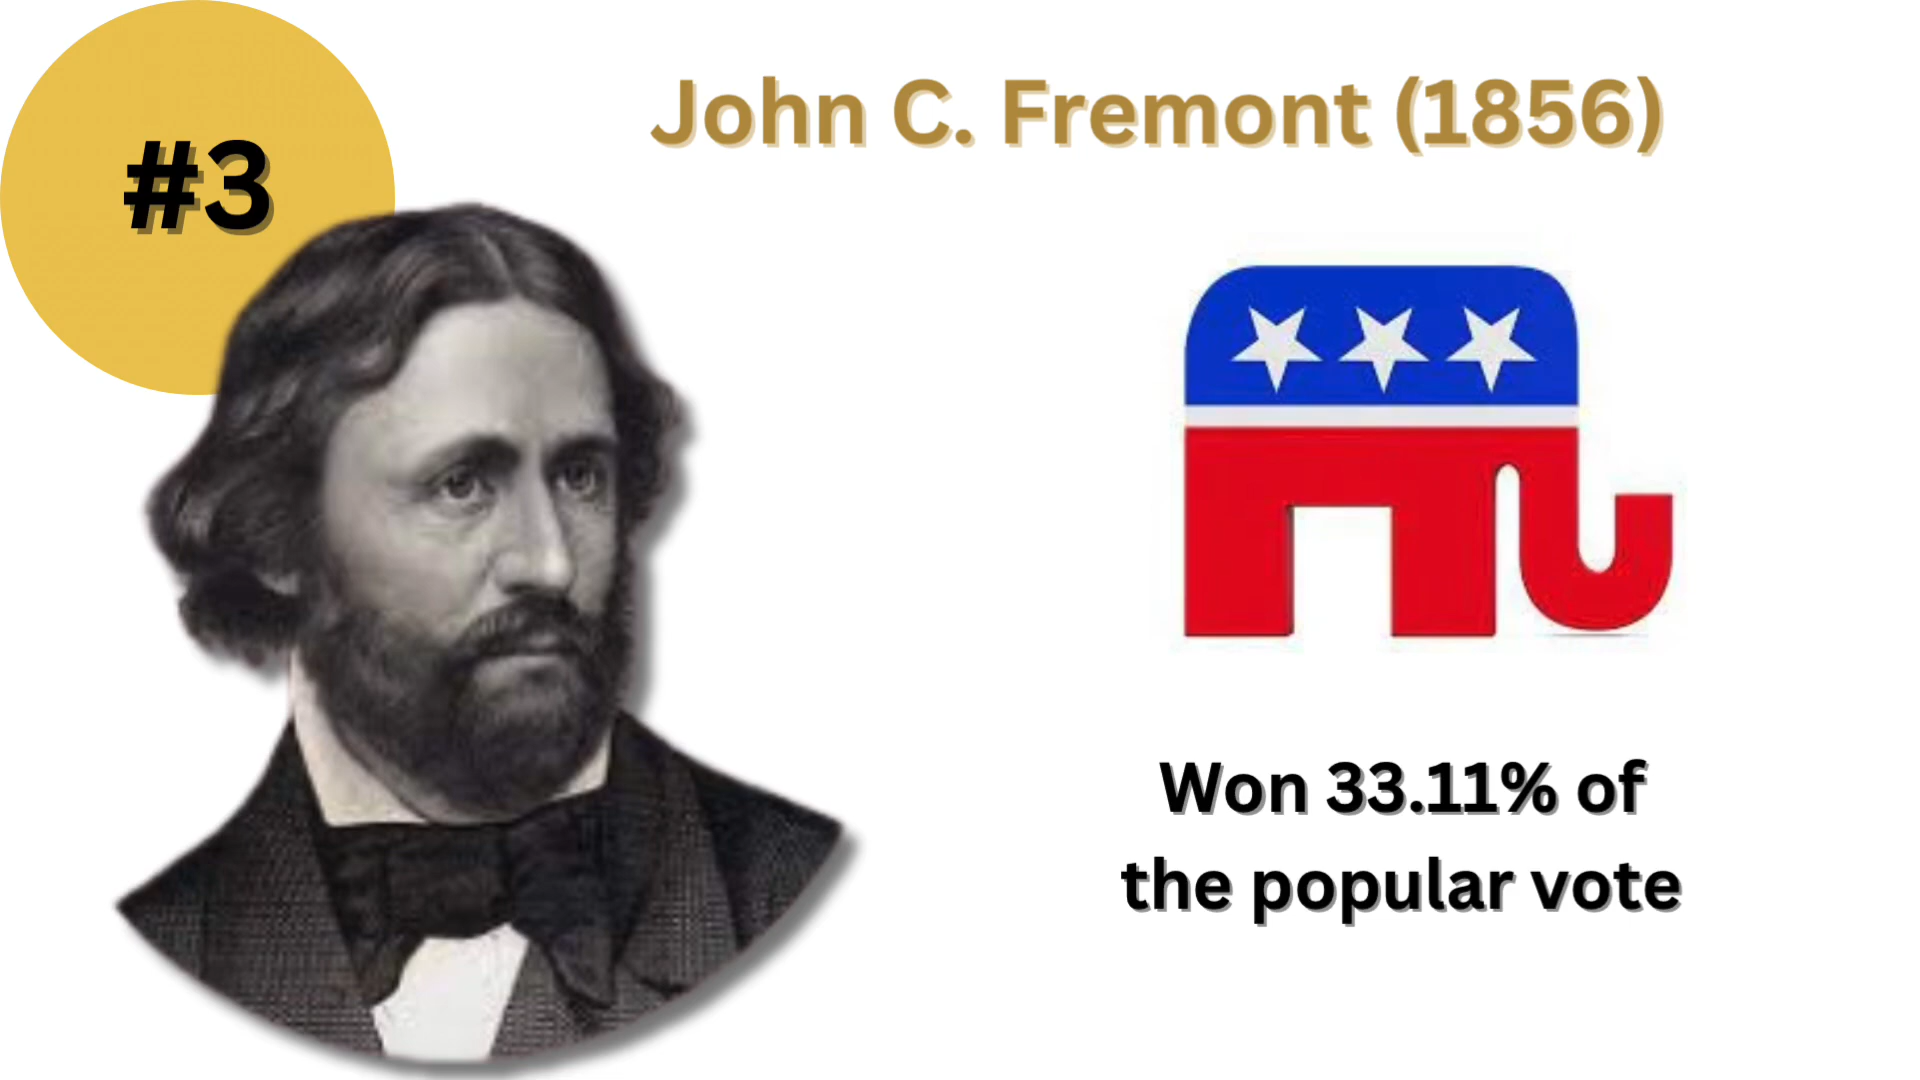 #3
John C. Fremont (1856)
Won 33.11% of
the popular vote